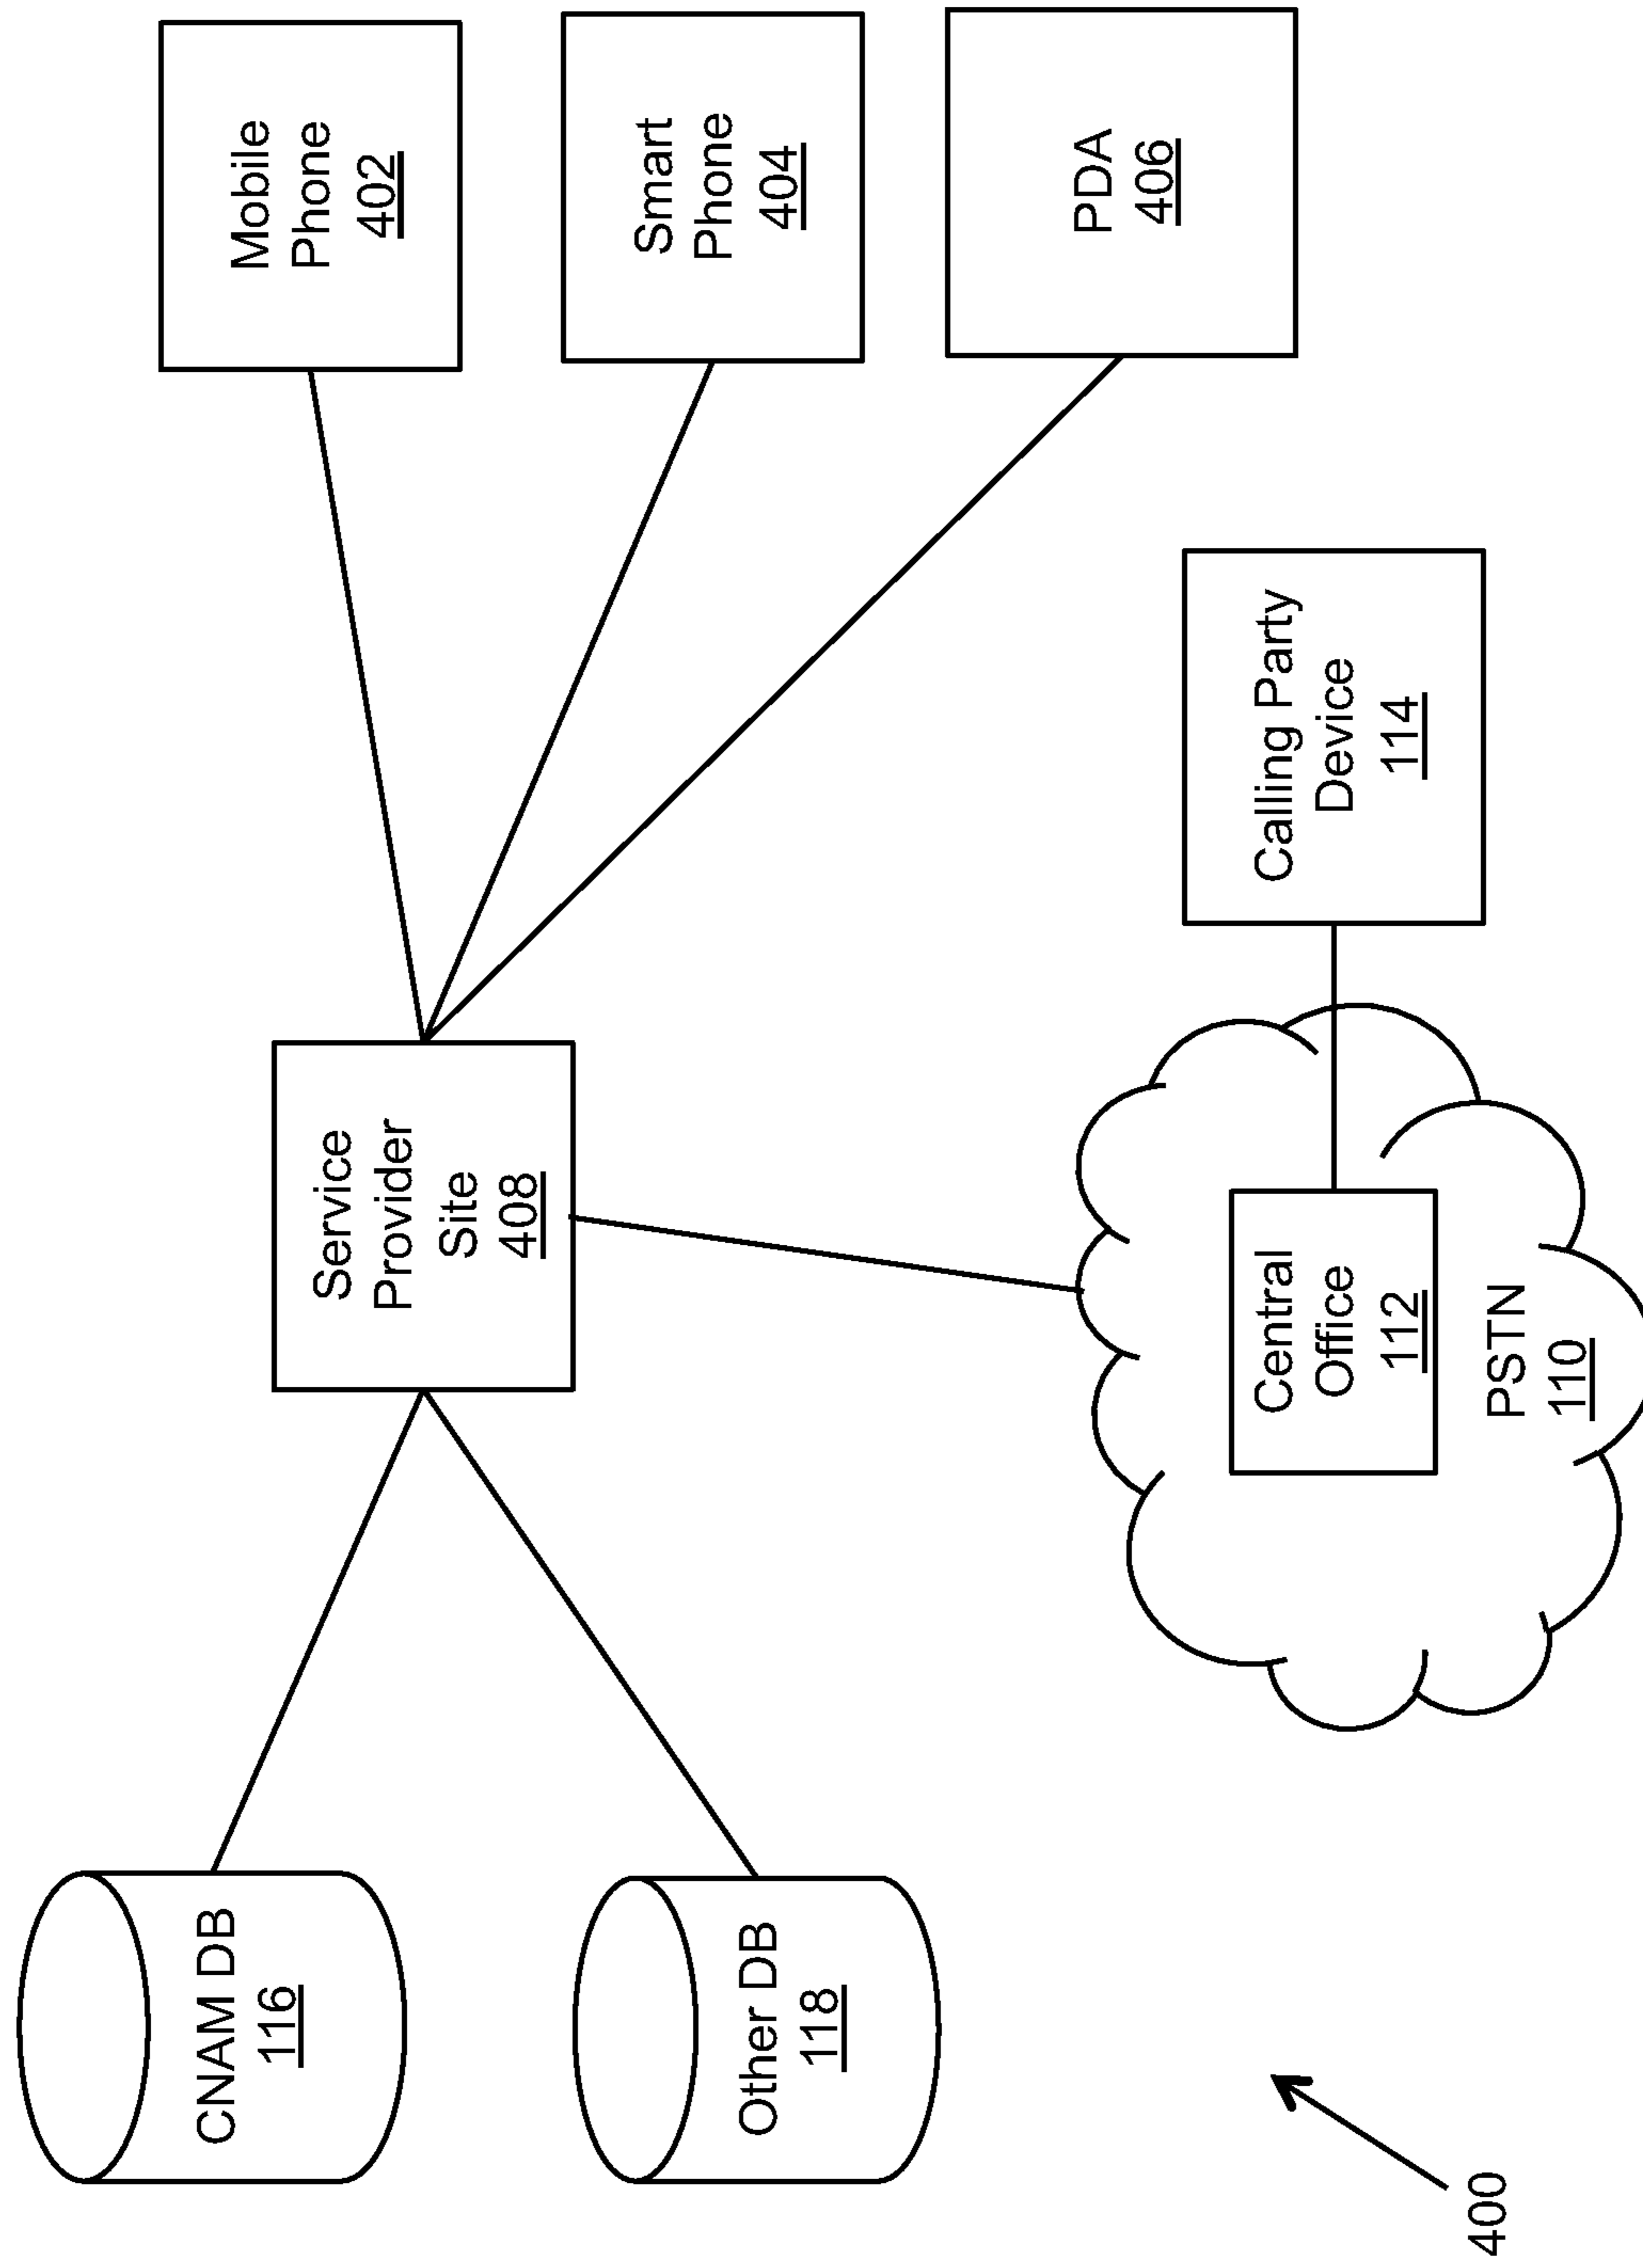 CNAM DB
116
Other DB
118
Service
Provider
Site
408
Mobile
Phone
402
Smart
Phone
404
PDA
406
Calling Party
Device
114
Central
Office
112
PSTN
110
400